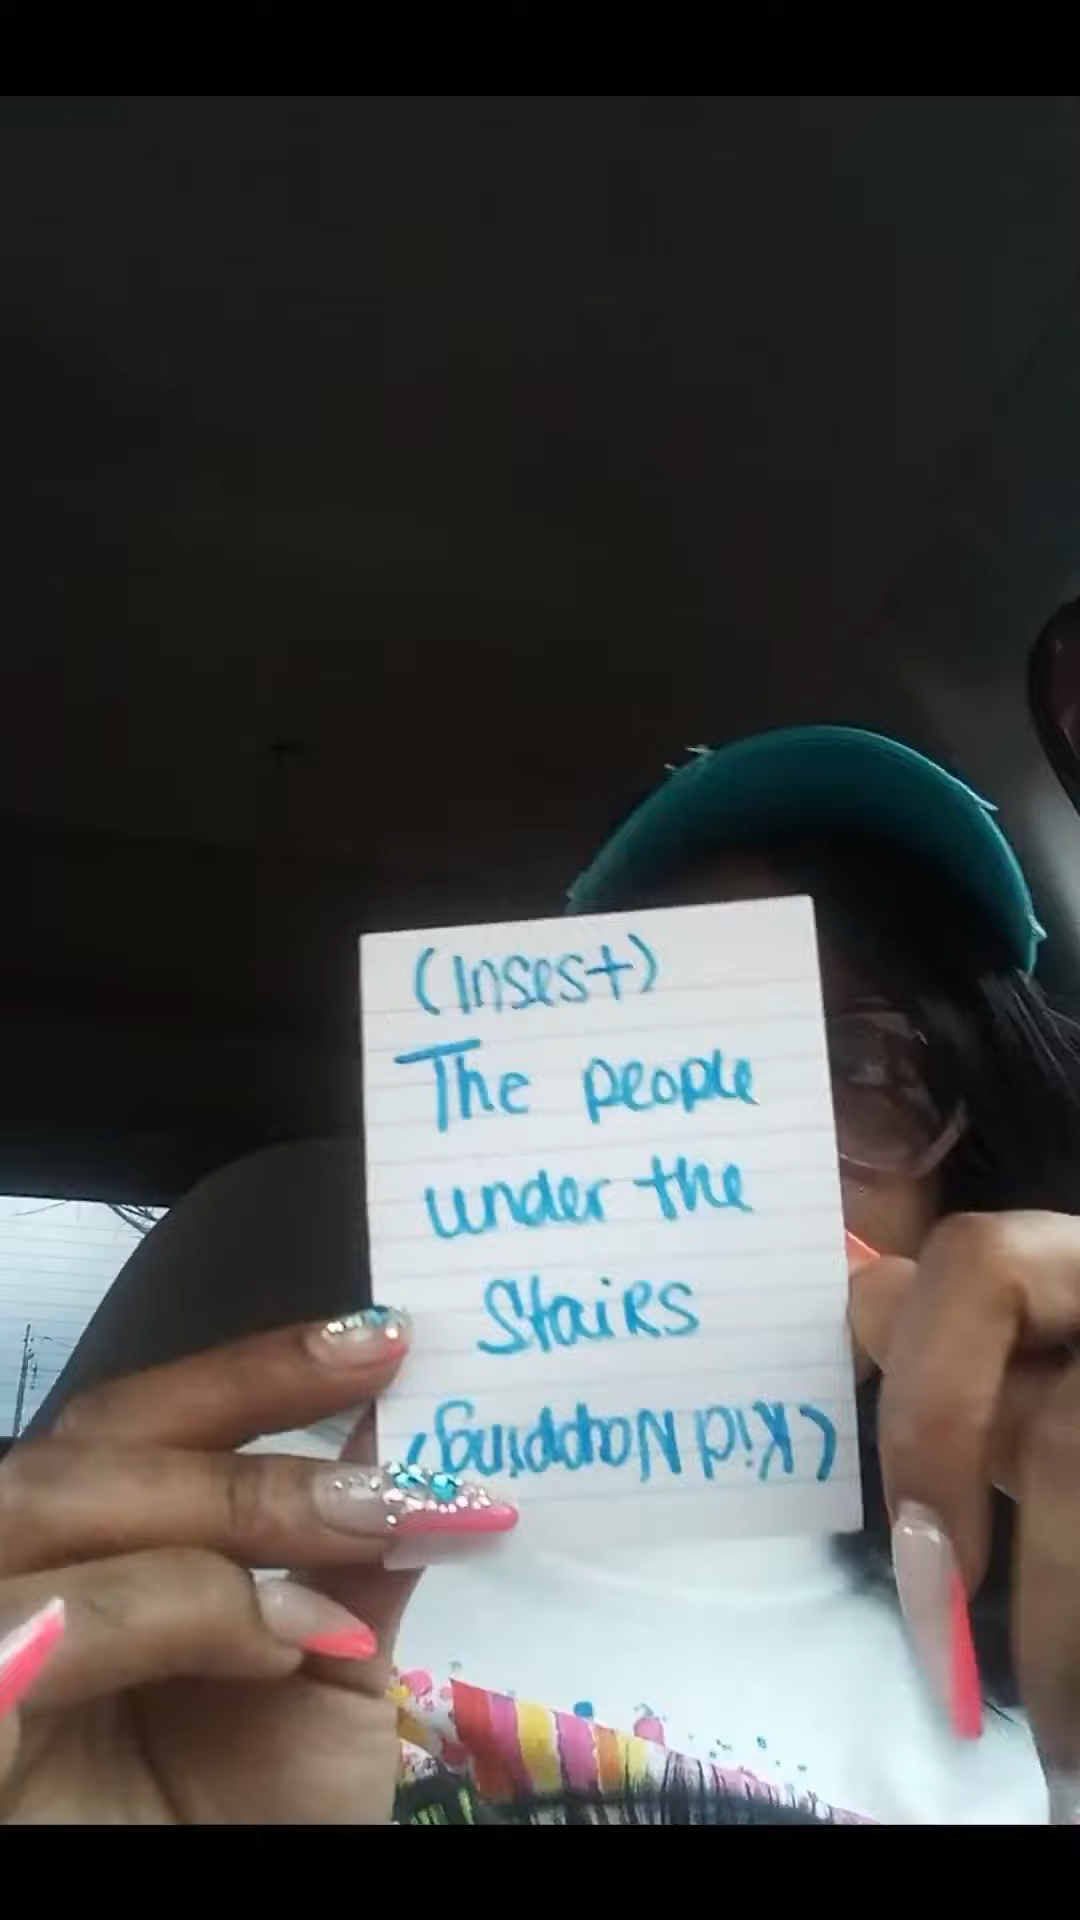 (Insest)
The people
under the
Stairs
(Kid Napping)